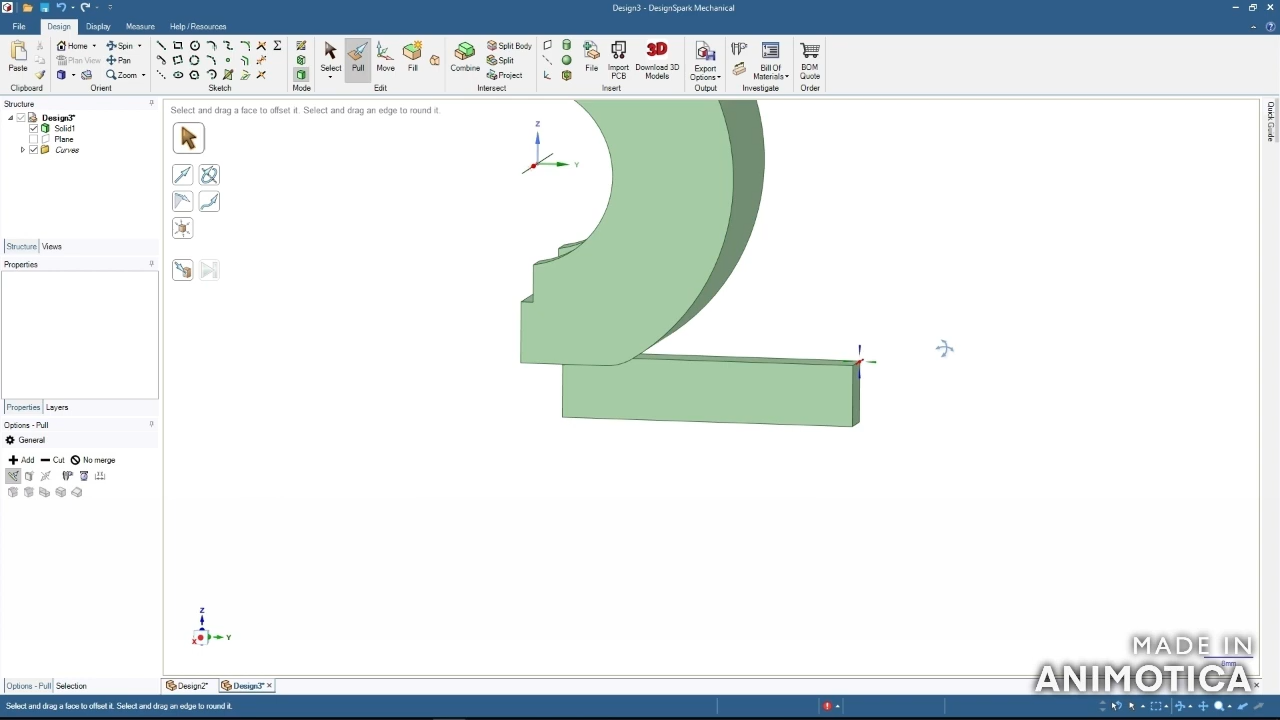 Design3 - DesignSpark Mechanical
File Design Display Measure Help / Resources
Paste
Home Spin
Plan View Pan
Zoom
Select Pull Move Fill
Combine
Split Body
Split
Project
File Import PCB Download 3D Models
3D
Export Options
Bill Of Materials
BOM Quote
Clipboard Orient Sketch Mode Edit Intersect Insert Output Investigate Order
Structure
Design3*
Solid1
Plane
Curves
Structure Views
Properties
Properties Layers
Options - Pull
General
Add Cut No merge
Options - Pull Selection
Select and drag a face to offset it. Select and drag an edge to round it.
Z
Y
Z
Y
X
Quick Guide
Design2* Design3*
8mm
MADE IN
ANIMOTICA
Select and drag a face to offset it. Select and drag an edge to round it.